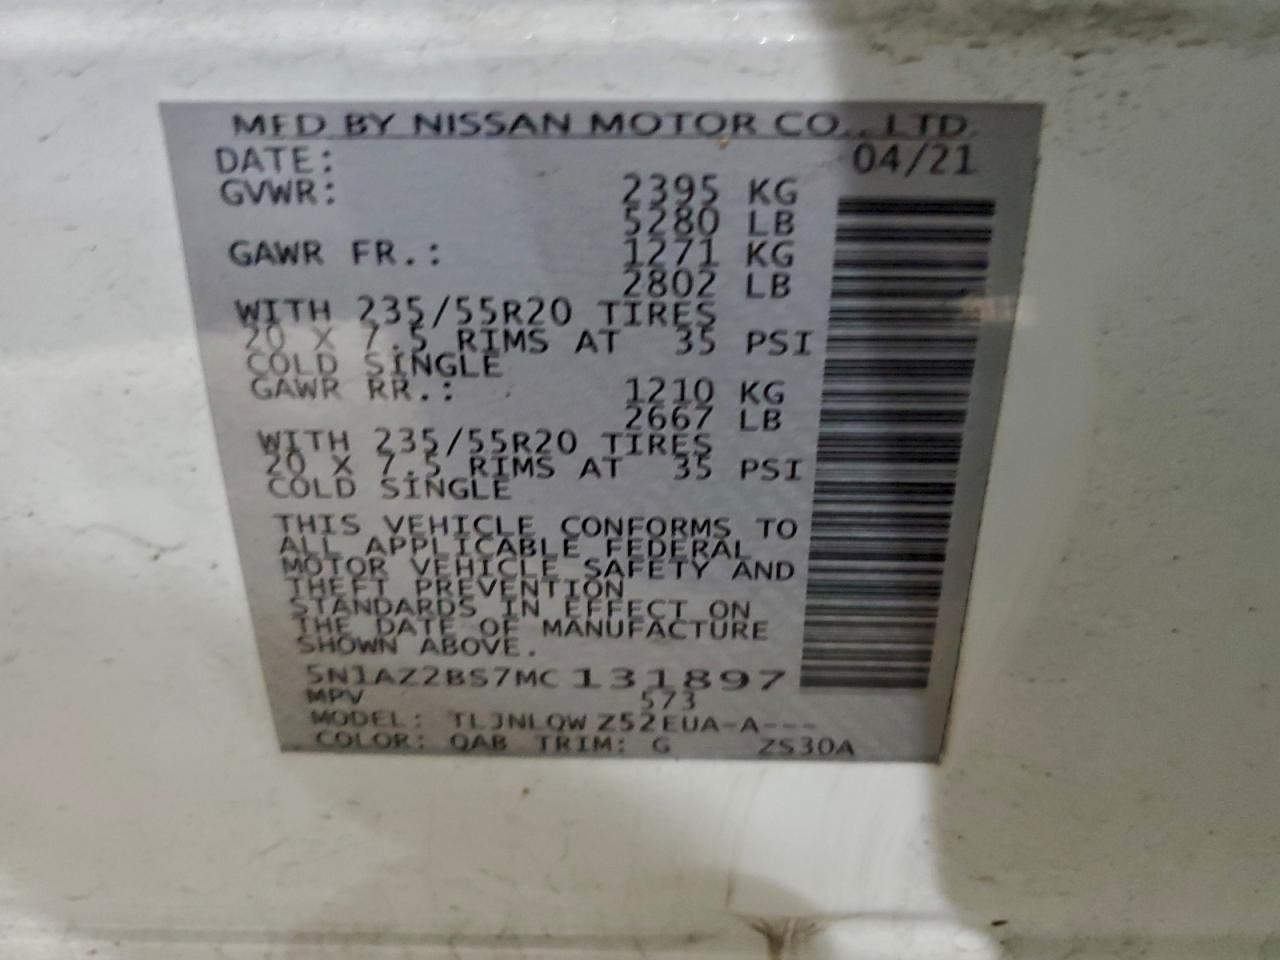 MFD BY NISSAN MOTOR CO., LTD.
DATE: 04/21
GVWR: 2395 KG
5280 LB
GAWR FR.: 1271 KG
2802 LB
WITH 235/55R20 TIRES
20 X 7.5 RIMS AT 35 PSI
COLD SINGLE
GAWR RR.: 1210 KG
2667 LB
WITH 235/55R20 TIRES
20 X 7.5 RIMS AT 35 PSI
COLD SINGLE
THIS VEHICLE CONFORMS TO
ALL APPLICABLE FEDERAL
MOTOR VEHICLE SAFETY AND
THEFT PREVENTION
STANDARDS IN EFFECT ON
THE DATE OF MANUFACTURE
SHOWN ABOVE.
5N1AZ2BS7MC131897
MPV 573
MODEL: TLJNLQW Z52EUA-A---
COLOR: QAB TRIM: G ZS30A